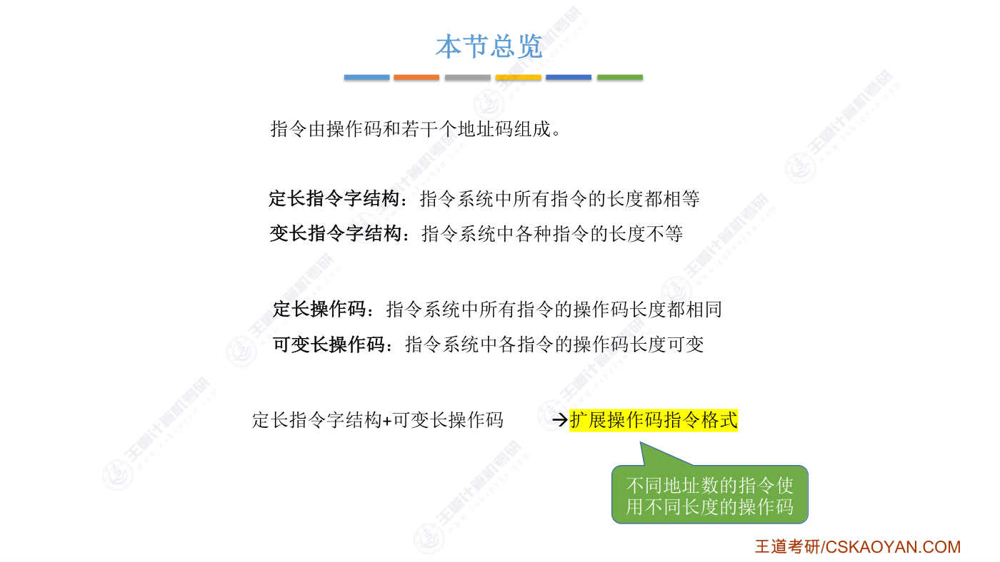 本节总览
指令由操作码和若干个地址码组成。
定长指令字结构：指令系统中所有指令的长度都相等
变长指令字结构：指令系统中各种指令的长度不等
定长操作码：指令系统中所有指令的操作码长度都相同
可变长操作码：指令系统中各指令的操作码长度可变
定长指令字结构+可变长操作码 →扩展操作码指令格式
不同地址数的指令使
用不同长度的操作码
王道考研/CSKAOYAN.COM